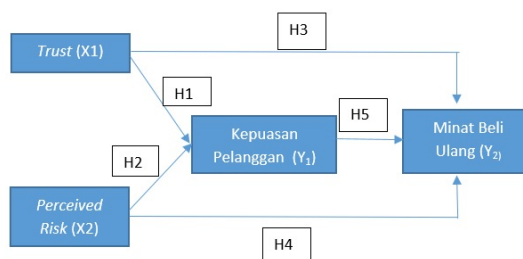 H3
Trust (X1)
H1
Kepuasan
Pelanggan (Y1)
H5
Minat Beli
Ulang (Y2)
H2
Perceived
Risk (X2)
H4